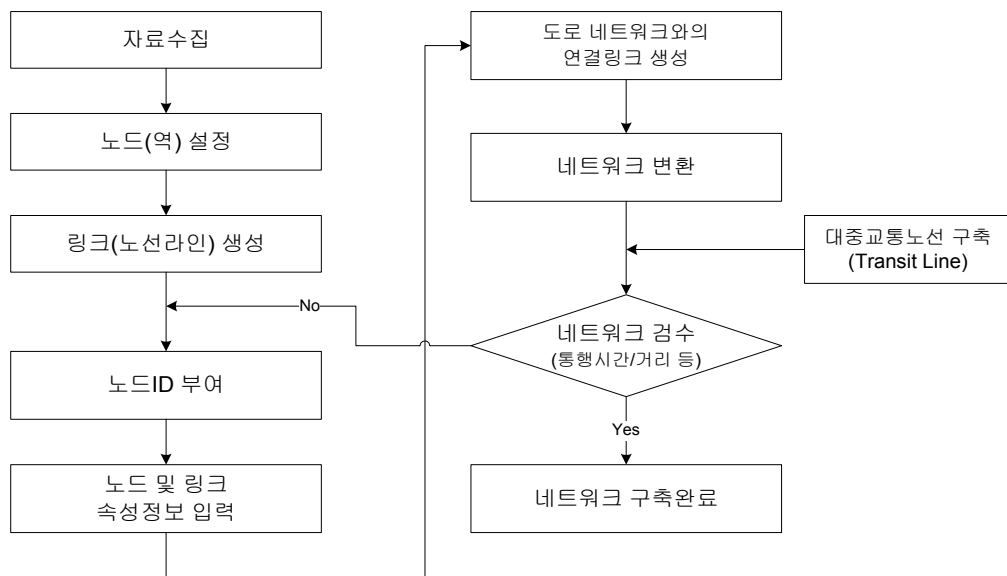 자료수집
노드(역) 설정
링크(노선라인) 생성
No
노드ID 부여
노드 및 링크
속성정보 입력
도로 네트워크와의
연결링크 생성
네트워크 변환
대중교통노선 구축
(Transit Line)
네트워크 검수
(통행시간/거리 등)
Yes
네트워크 구축완료